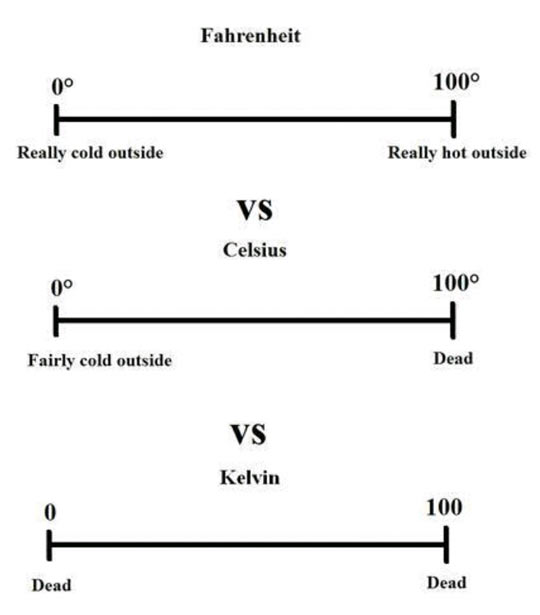 Fahrenheit
0° 100°
Really cold outside Really hot outside
vs
Celsius
0° 100°
Fairly cold outside Dead
vs
Kelvin
0 100
Dead Dead